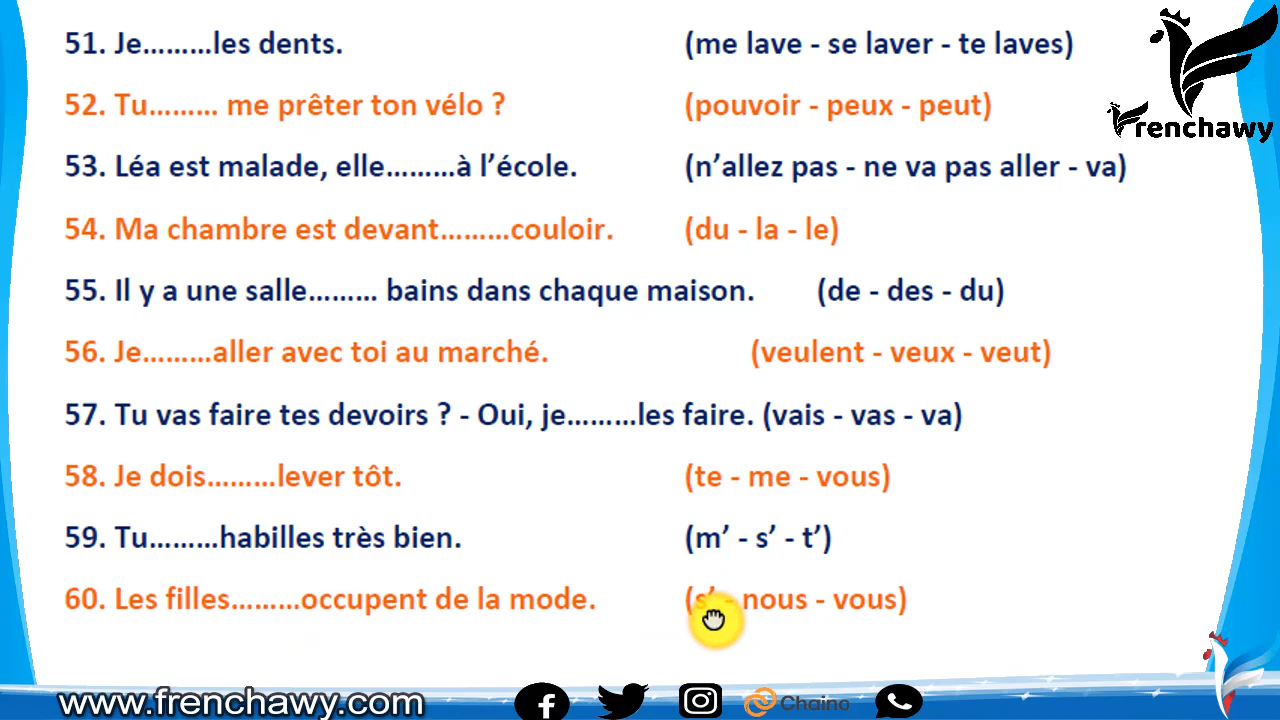 51. Je.........les dents. (me lave - se laver - te laves)
52. Tu......... me prêter ton vélo ? (pouvoir - peux - peut)
53. Léa est malade, elle.........à l’école. (n’allez pas - ne va pas aller - va)
54. Ma chambre est devant.........couloir. (du - la - le)
55. Il y a une salle......... bains dans chaque maison. (de - des - du)
56. Je.........aller avec toi au marché. (veulent - veux - veut)
57. Tu vas faire tes devoirs ? - Oui, je.........les faire. (vais - vas - va)
58. Je dois.........lever tôt. (te - me - vous)
59. Tu.........habilles très bien. (m’ - s’ - t’)
60. Les filles.........occupent de la mode. (s’ - nous - vous)
Frenchawy
www.frenchawy.com
Chaino